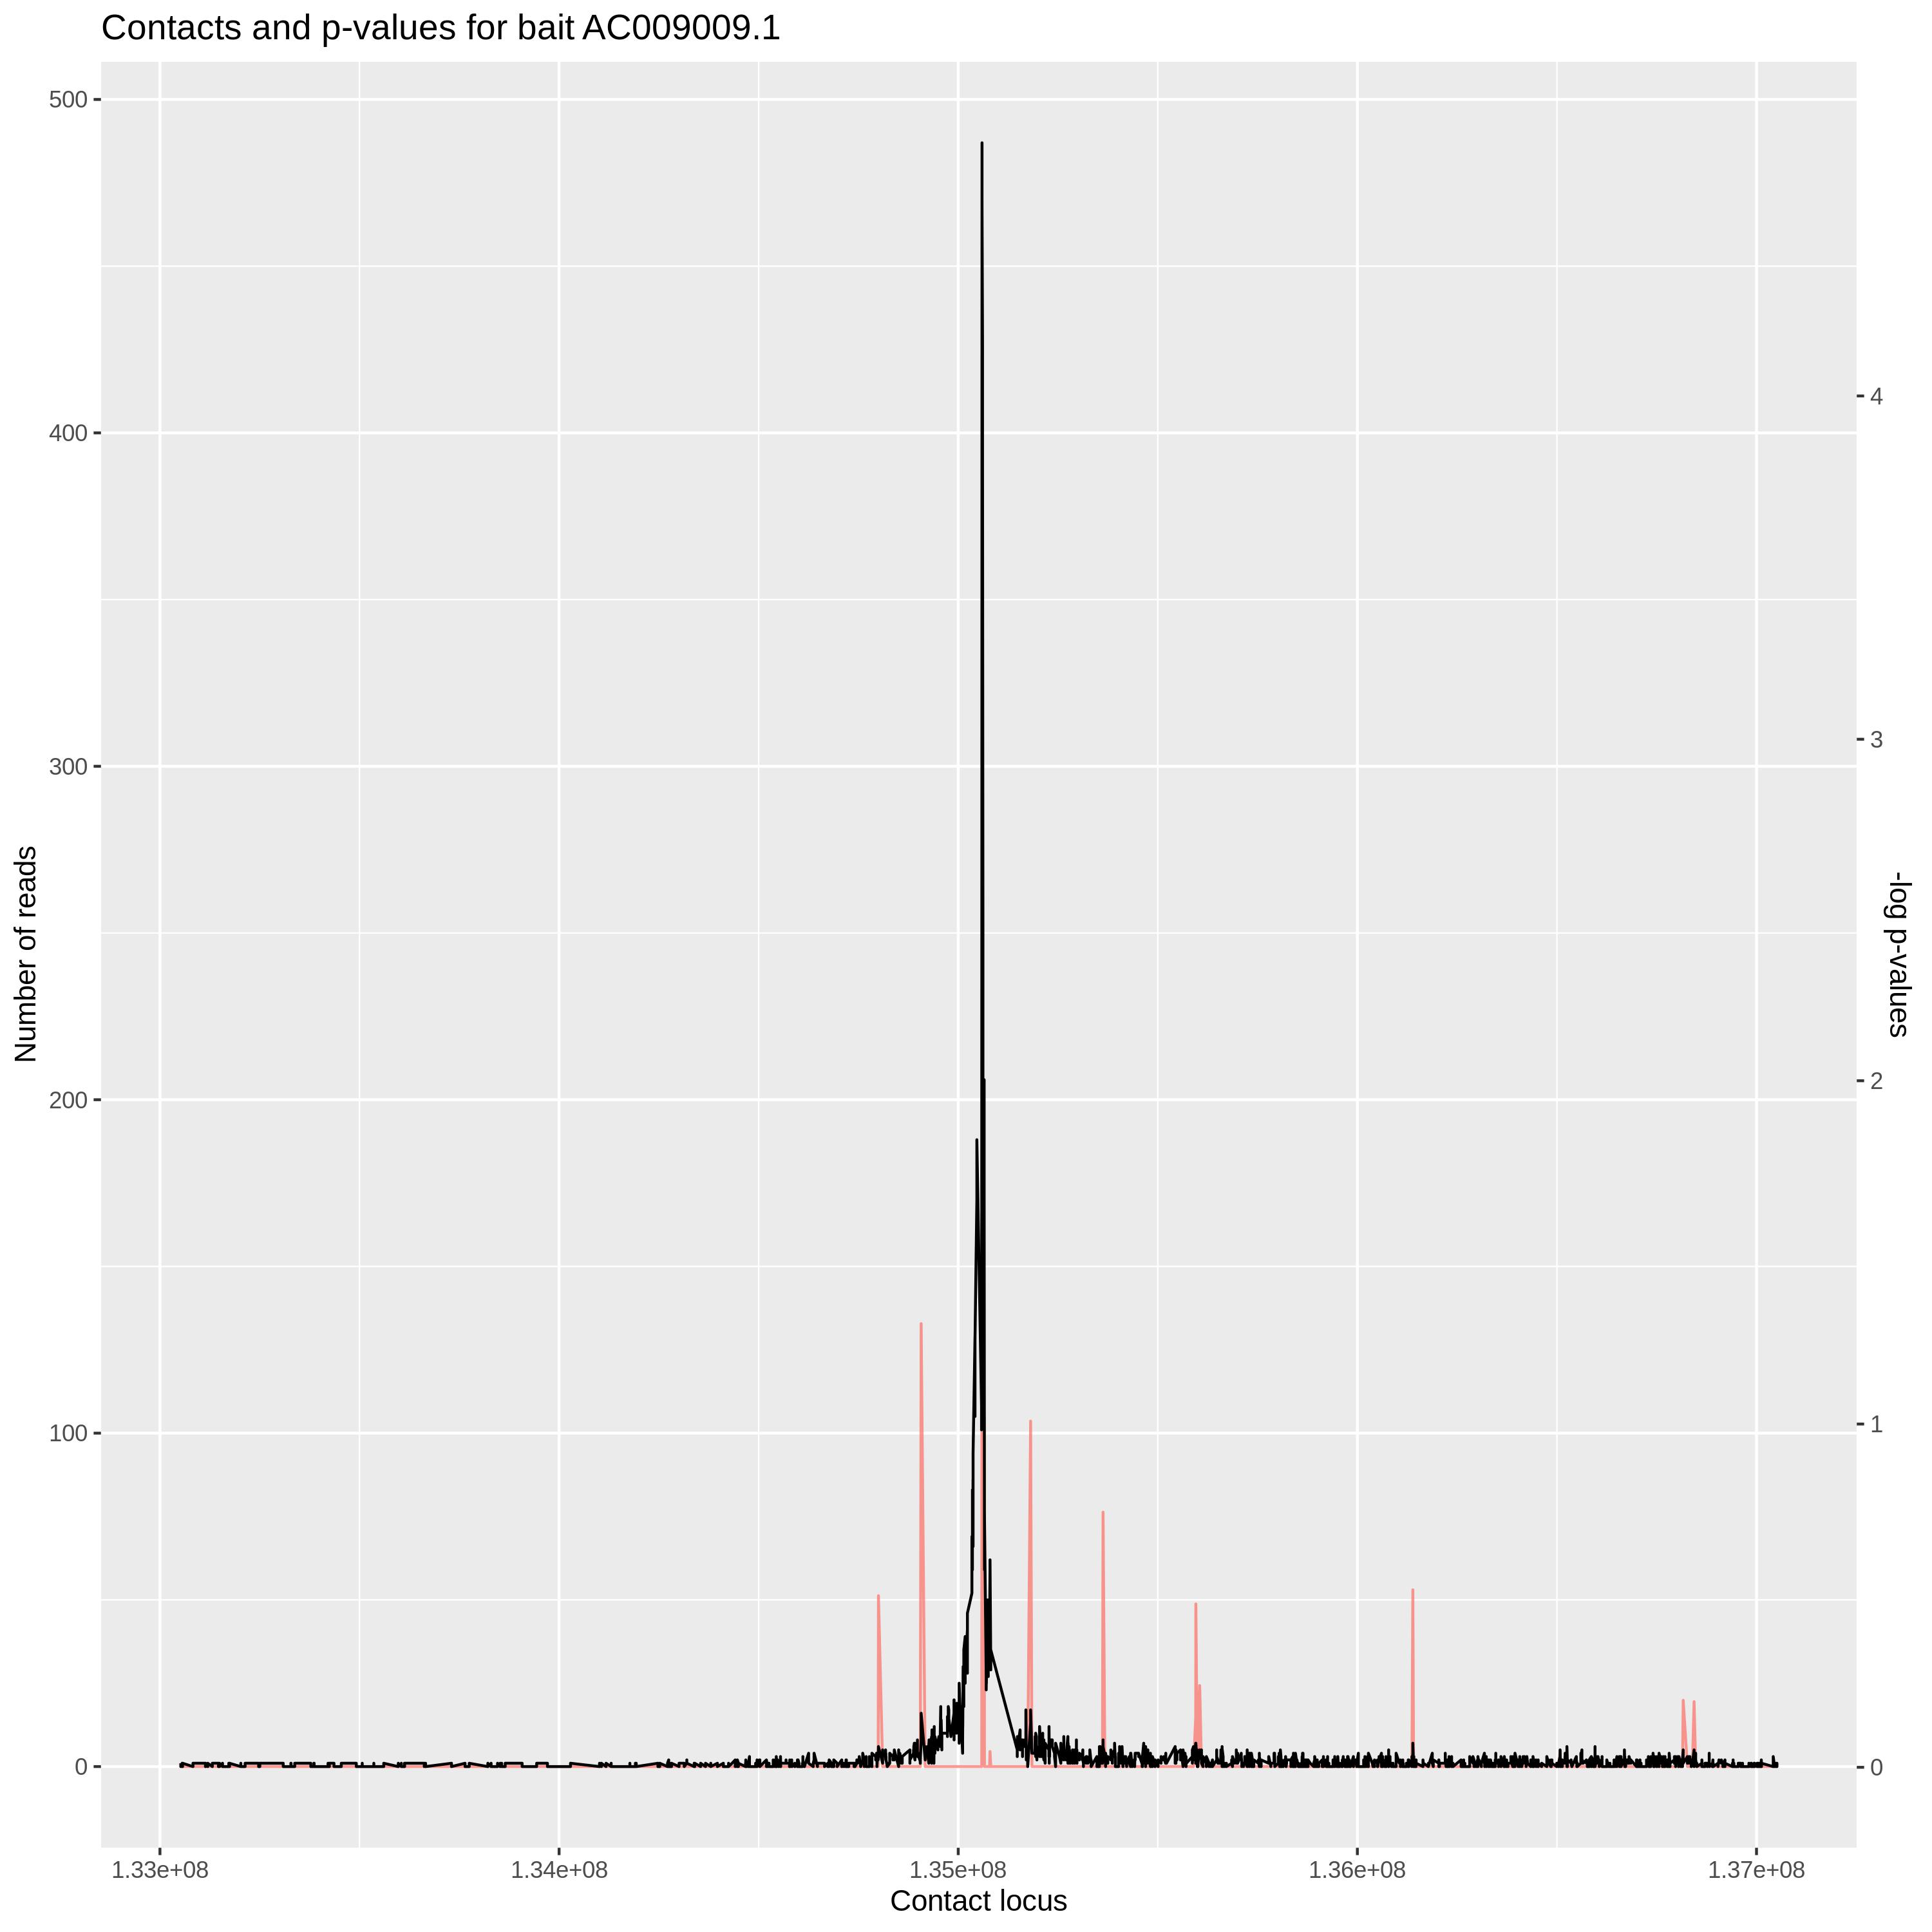 Contacts and p-values for bait AC009009.1
500
400
300
200
100
0
Number of reads
4
3
2
1
0
-log p-values
1.33e+08
1.34e+08
1.35e+08
1.36e+08
1.37e+08
Contact locus